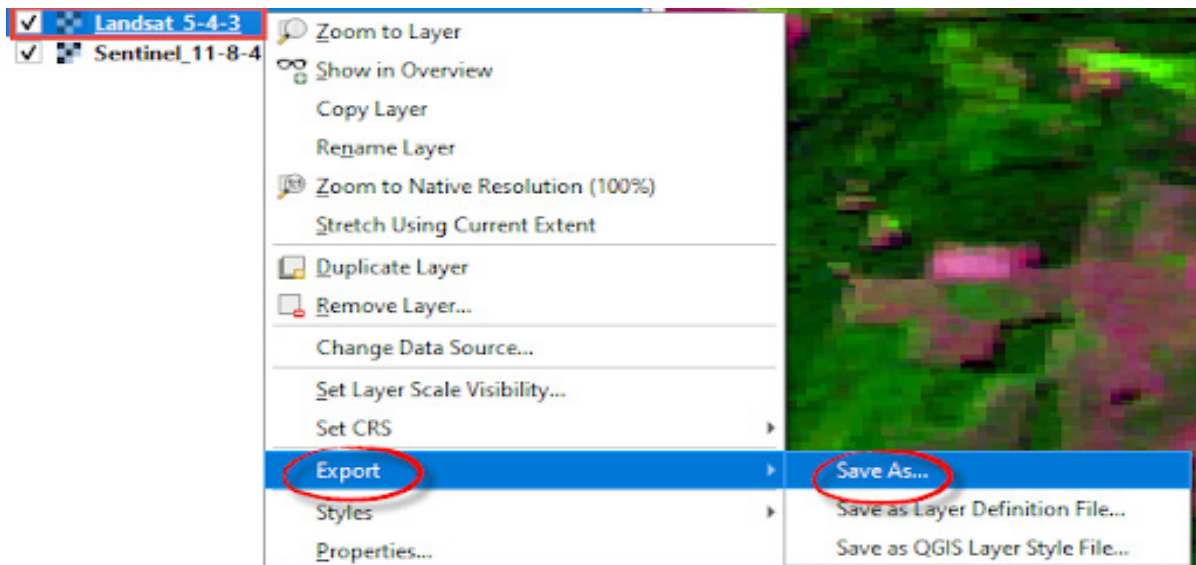 Landsat_5-4-3
Sentinel_11-8-4
Zoom to Layer
Show in Overview
Copy Layer
Rename Layer
Zoom to Native Resolution (100%)
Stretch Using Current Extent
Duplicate Layer
Remove Layer...
Change Data Source...
Set Layer Scale Visibility...
Set CRS
Export
Styles
Properties...
Save As...
Save as Layer Definition File...
Save as QGIS Layer Style File...